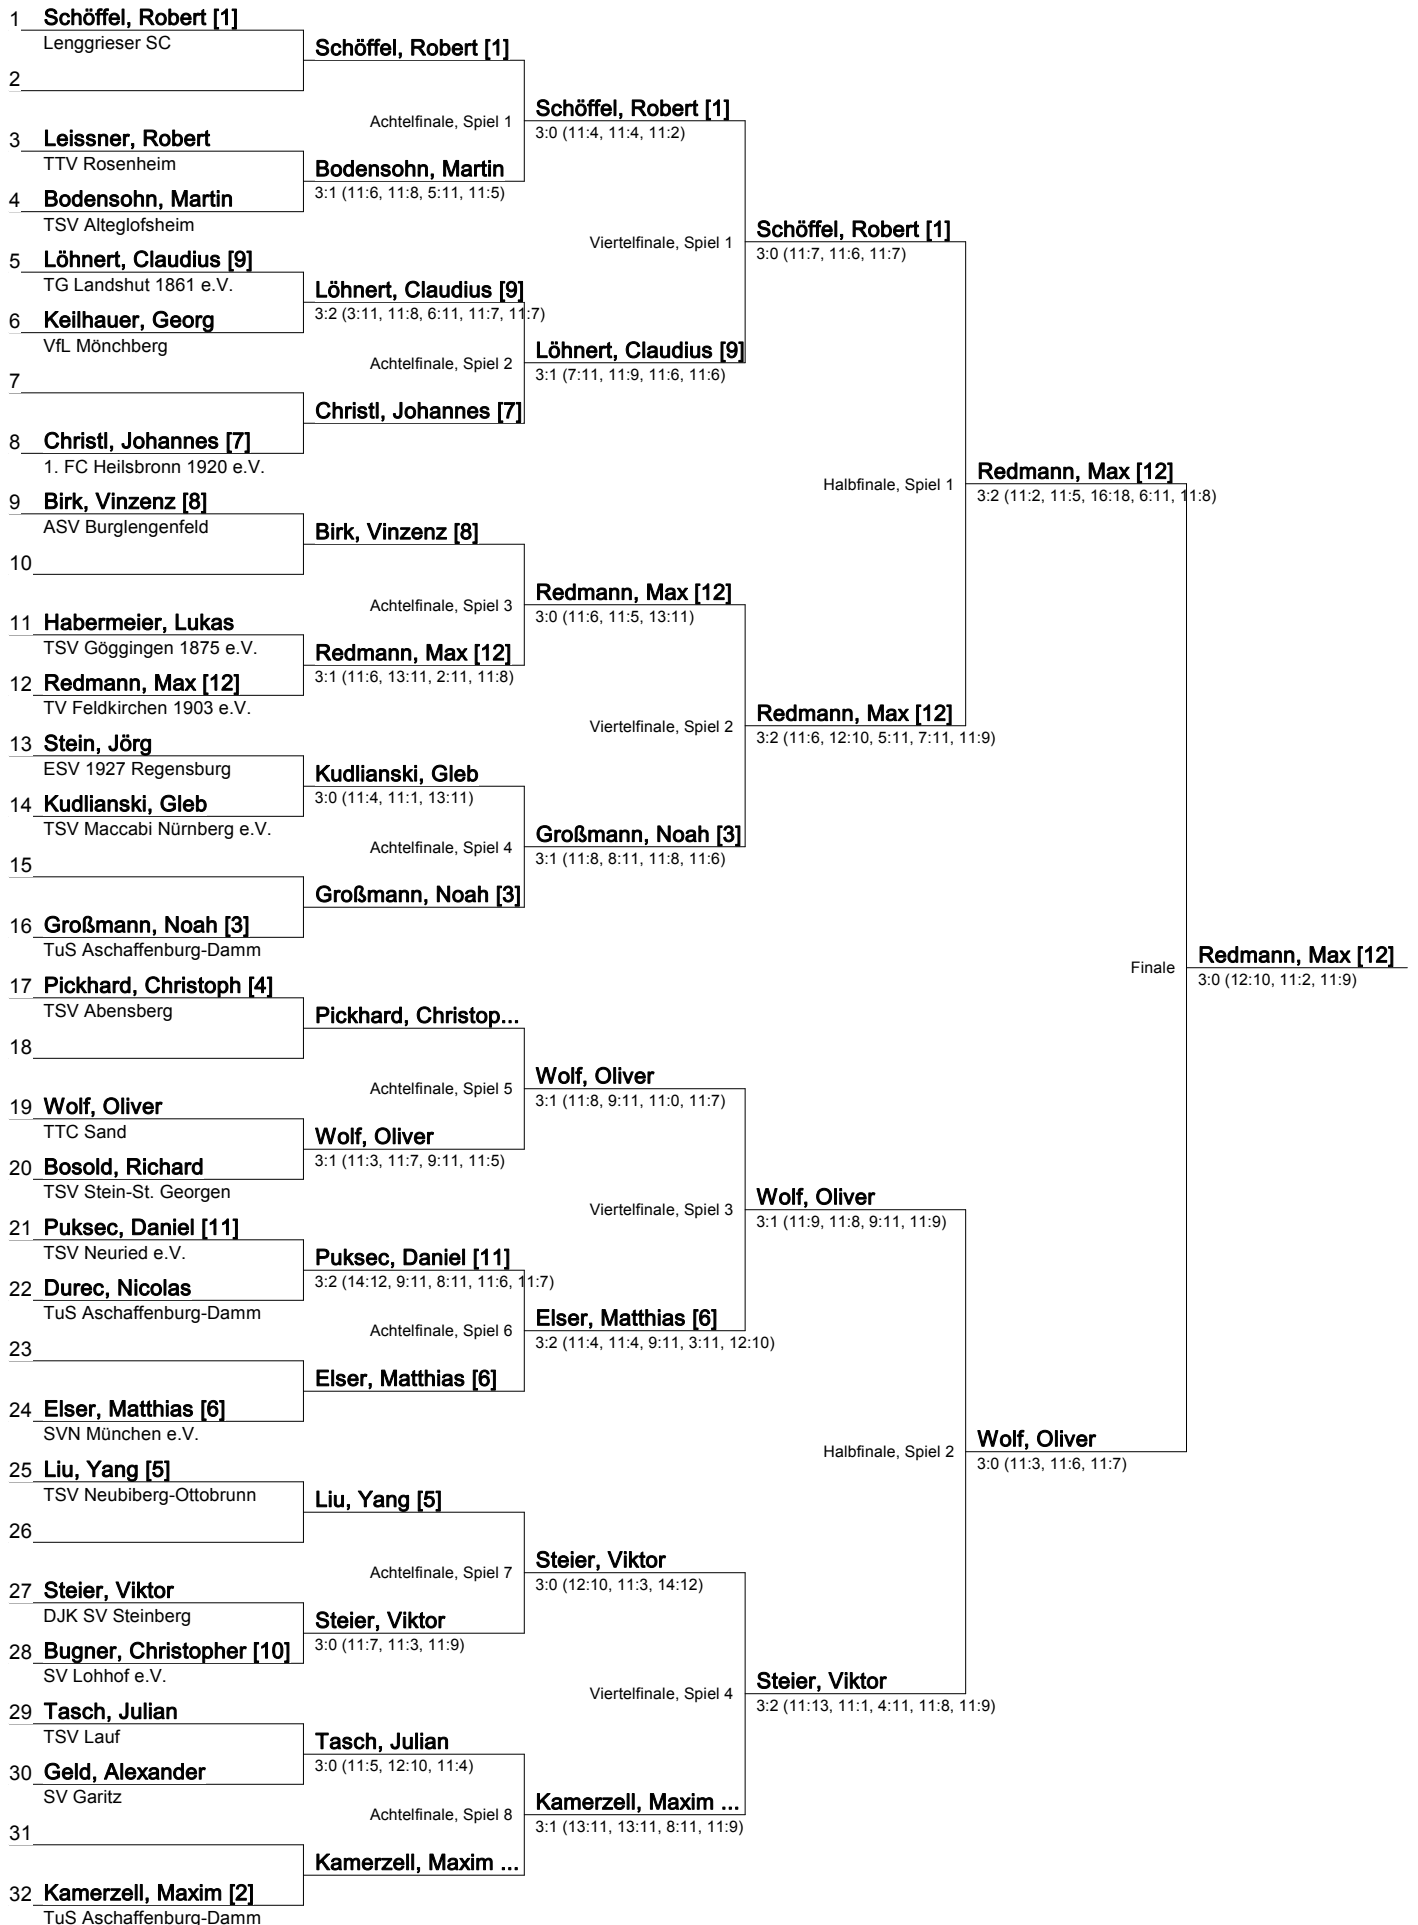 1 Schöffel, Robert [1]
Lenggrieser SC
Schöffel, Robert [1]
2
Schöffel, Robert [1]
Achtelfinale, Spiel 1
3:0 (11:4, 11:4, 11:2)
3 Leissner, Robert
TTV Rosenheim
Bodensohn, Martin
3:1 (11:6, 11:8, 5:11, 11:5)
4 Bodensohn, Martin
TSV Alteglofsheim
Schöffel, Robert [1]
Viertelfinale, Spiel 1
3:0 (11:7, 11:6, 11:7)
5 Löhnert, Claudius [9]
TG Landshut 1861 e.V.
Löhnert, Claudius [9]
3:2 (3:11, 11:8, 6:11, 11:7, 11:7)
6 Keilhauer, Georg
VfL Mönchberg
Löhnert, Claudius [9]
Achtelfinale, Spiel 2
3:1 (7:11, 11:9, 11:6, 11:6)
7
Christl, Johannes [7]
8 Christl, Johannes [7]
1. FC Heilsbronn 1920 e.V.
Redmann, Max [12]
Halbfinale, Spiel 1
3:2 (11:2, 11:5, 16:18, 6:11, 11:8)
9 Birk, Vinzenz [8]
ASV Burglengenfeld
Birk, Vinzenz [8]
10
Redmann, Max [12]
Achtelfinale, Spiel 3
3:0 (11:6, 11:5, 13:11)
11 Habermeier, Lukas
TSV Göggingen 1875 e.V.
Redmann, Max [12]
3:1 (11:6, 13:11, 2:11, 11:8)
12 Redmann, Max [12]
TV Feldkirchen 1903 e.V.
Redmann, Max [12]
Viertelfinale, Spiel 2
3:2 (11:6, 12:10, 5:11, 7:11, 11:9)
13 Stein, Jörg
ESV 1927 Regensburg
Kudlianski, Gleb
3:0 (11:4, 11:1, 13:11)
14 Kudlianski, Gleb
TSV Maccabi Nürnberg e.V.
Großmann, Noah [3]
Achtelfinale, Spiel 4
3:1 (11:8, 8:11, 11:8, 11:6)
15
Großmann, Noah [3]
16 Großmann, Noah [3]
TuS Aschaffenburg-Damm
Redmann, Max [12]
Finale
3:0 (12:10, 11:2, 11:9)
17 Pickhard, Christoph [4]
TSV Abensberg
Pickhard, Christop...
18
Wolf, Oliver
Achtelfinale, Spiel 5
3:1 (11:8, 9:11, 11:0, 11:7)
19 Wolf, Oliver
TTC Sand
Wolf, Oliver
3:1 (11:3, 11:7, 9:11, 11:5)
20 Bosold, Richard
TSV Stein-St. Georgen
Wolf, Oliver
Viertelfinale, Spiel 3
3:1 (11:9, 11:8, 9:11, 11:9)
21 Puksec, Daniel [11]
TSV Neuried e.V.
Puksec, Daniel [11]
3:2 (14:12, 9:11, 8:11, 11:6, 11:7)
22 Durec, Nicolas
TuS Aschaffenburg-Damm
Elser, Matthias [6]
Achtelfinale, Spiel 6
3:2 (11:4, 11:4, 9:11, 3:11, 12:10)
23
Elser, Matthias [6]
24 Elser, Matthias [6]
SVN München e.V.
Wolf, Oliver
Halbfinale, Spiel 2
3:0 (11:3, 11:6, 11:7)
25 Liu, Yang [5]
TSV Neubiberg-Ottobrunn
Liu, Yang [5]
26
Steier, Viktor
Achtelfinale, Spiel 7
3:0 (12:10, 11:3, 14:12)
27 Steier, Viktor
DJK SV Steinberg
Steier, Viktor
3:0 (11:7, 11:3, 11:9)
28 Bugner, Christopher [10]
SV Lohhof e.V.
Steier, Viktor
Viertelfinale, Spiel 4
3:2 (11:13, 11:1, 4:11, 11:8, 11:9)
29 Tasch, Julian
TSV Lauf
Tasch, Julian
3:0 (11:5, 12:10, 11:4)
30 Geld, Alexander
SV Garitz
Kamerzell, Maxim ...
Achtelfinale, Spiel 8
3:1 (13:11, 13:11, 8:11, 11:9)
31
Kamerzell, Maxim ...
32 Kamerzell, Maxim [2]
TuS Aschaffenburg-Damm